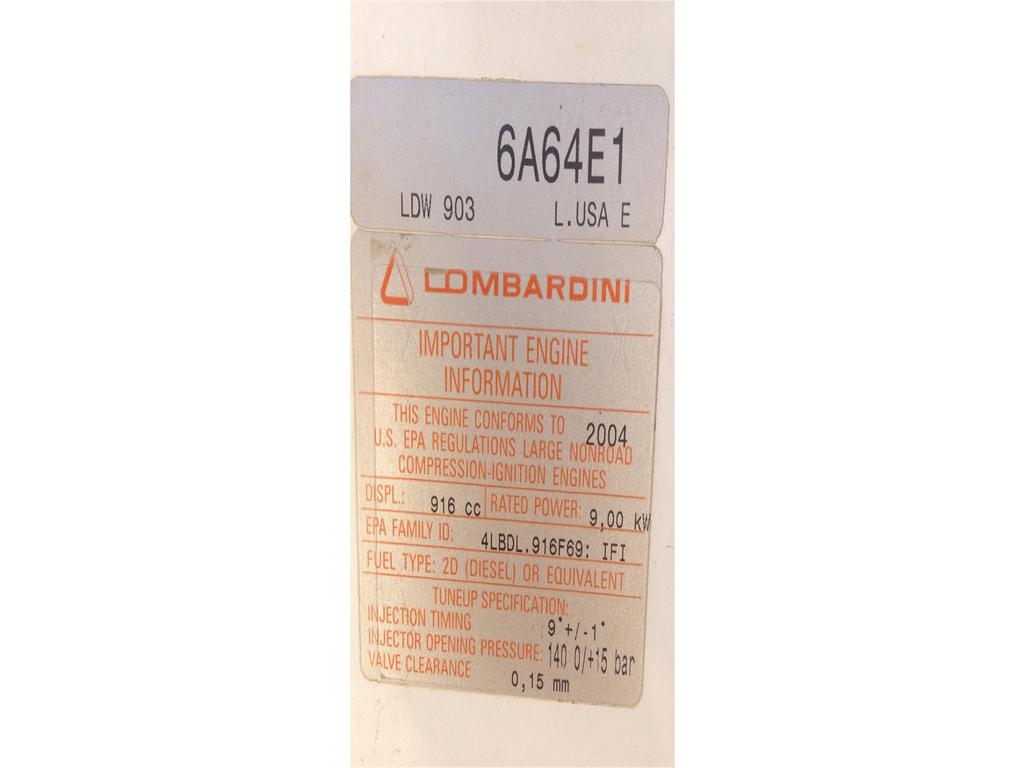 6A64E1
LDW 903 L.USA E
LOMBARDINI
IMPORTANT ENGINE
INFORMATION
THIS ENGINE CONFORMS TO 2004
U.S. EPA REGULATIONS LARGE NONROAD
COMPRESSION-IGNITION ENGINES
DISPL.: 916 cc RATED POWER: 9,00 kW
EPA FAMILY ID: 4LBDL.916F69: IFI
FUEL TYPE: 2D (DIESEL) OR EQUIVALENT
TUNEUP SPECIFICATION:
INJECTION TIMING : 9°+/-1°
INJECTOR OPENING PRESSURE: 140 0/+15 bar
VALVE CLEARANCE 0,15 mm